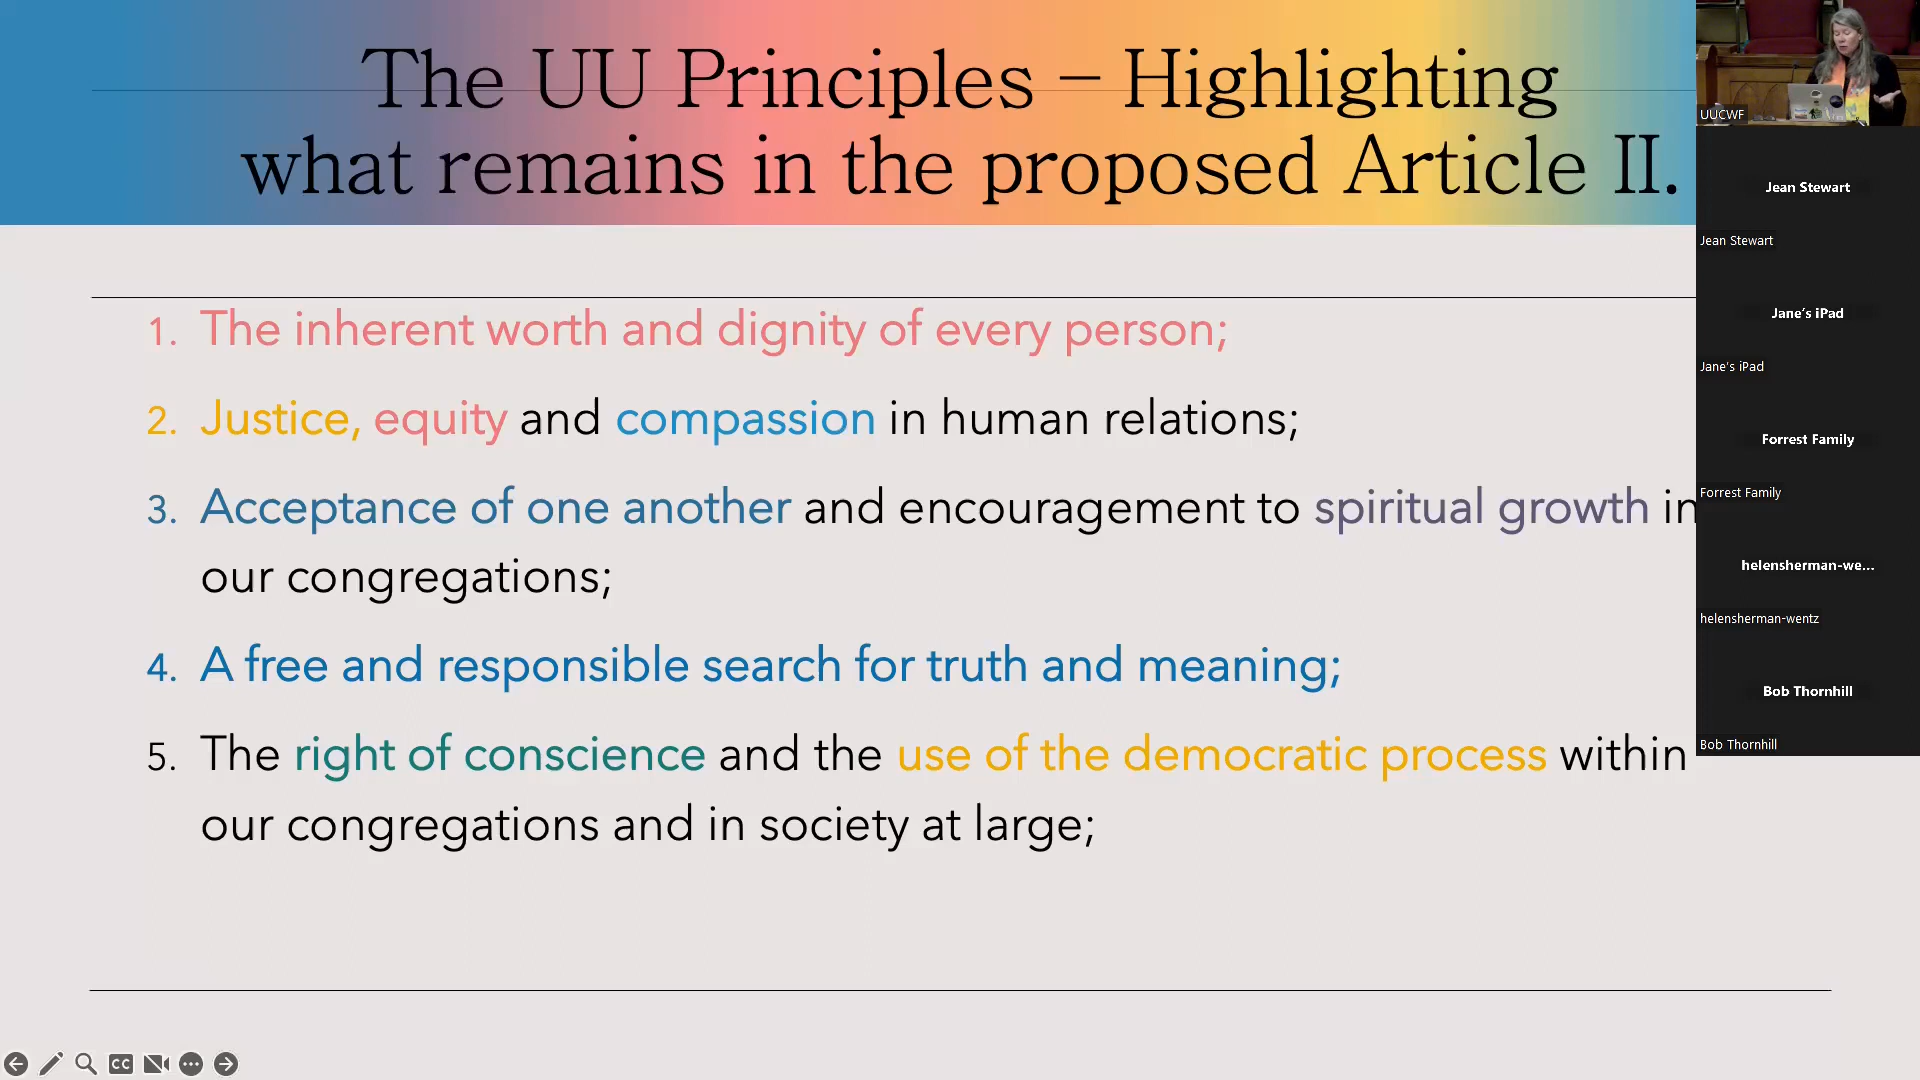 The UU Principles – Highlighting
what remains in the proposed Article II.
1. The inherent worth and dignity of every person;
2. Justice, equity and compassion in human relations;
3. Acceptance of one another and encouragement to spiritual growth in
our congregations;
4. A free and responsible search for truth and meaning;
5. The right of conscience and the use of the democratic process within
our congregations and in society at large;
UUCWF
Jean Stewart
Jean Stewart
Jane's iPad
Jane's iPad
Forrest Family
Forrest Family
helensherman-we...
helensherman-wentz
Bob Thornhill
Bob Thornhill
CC